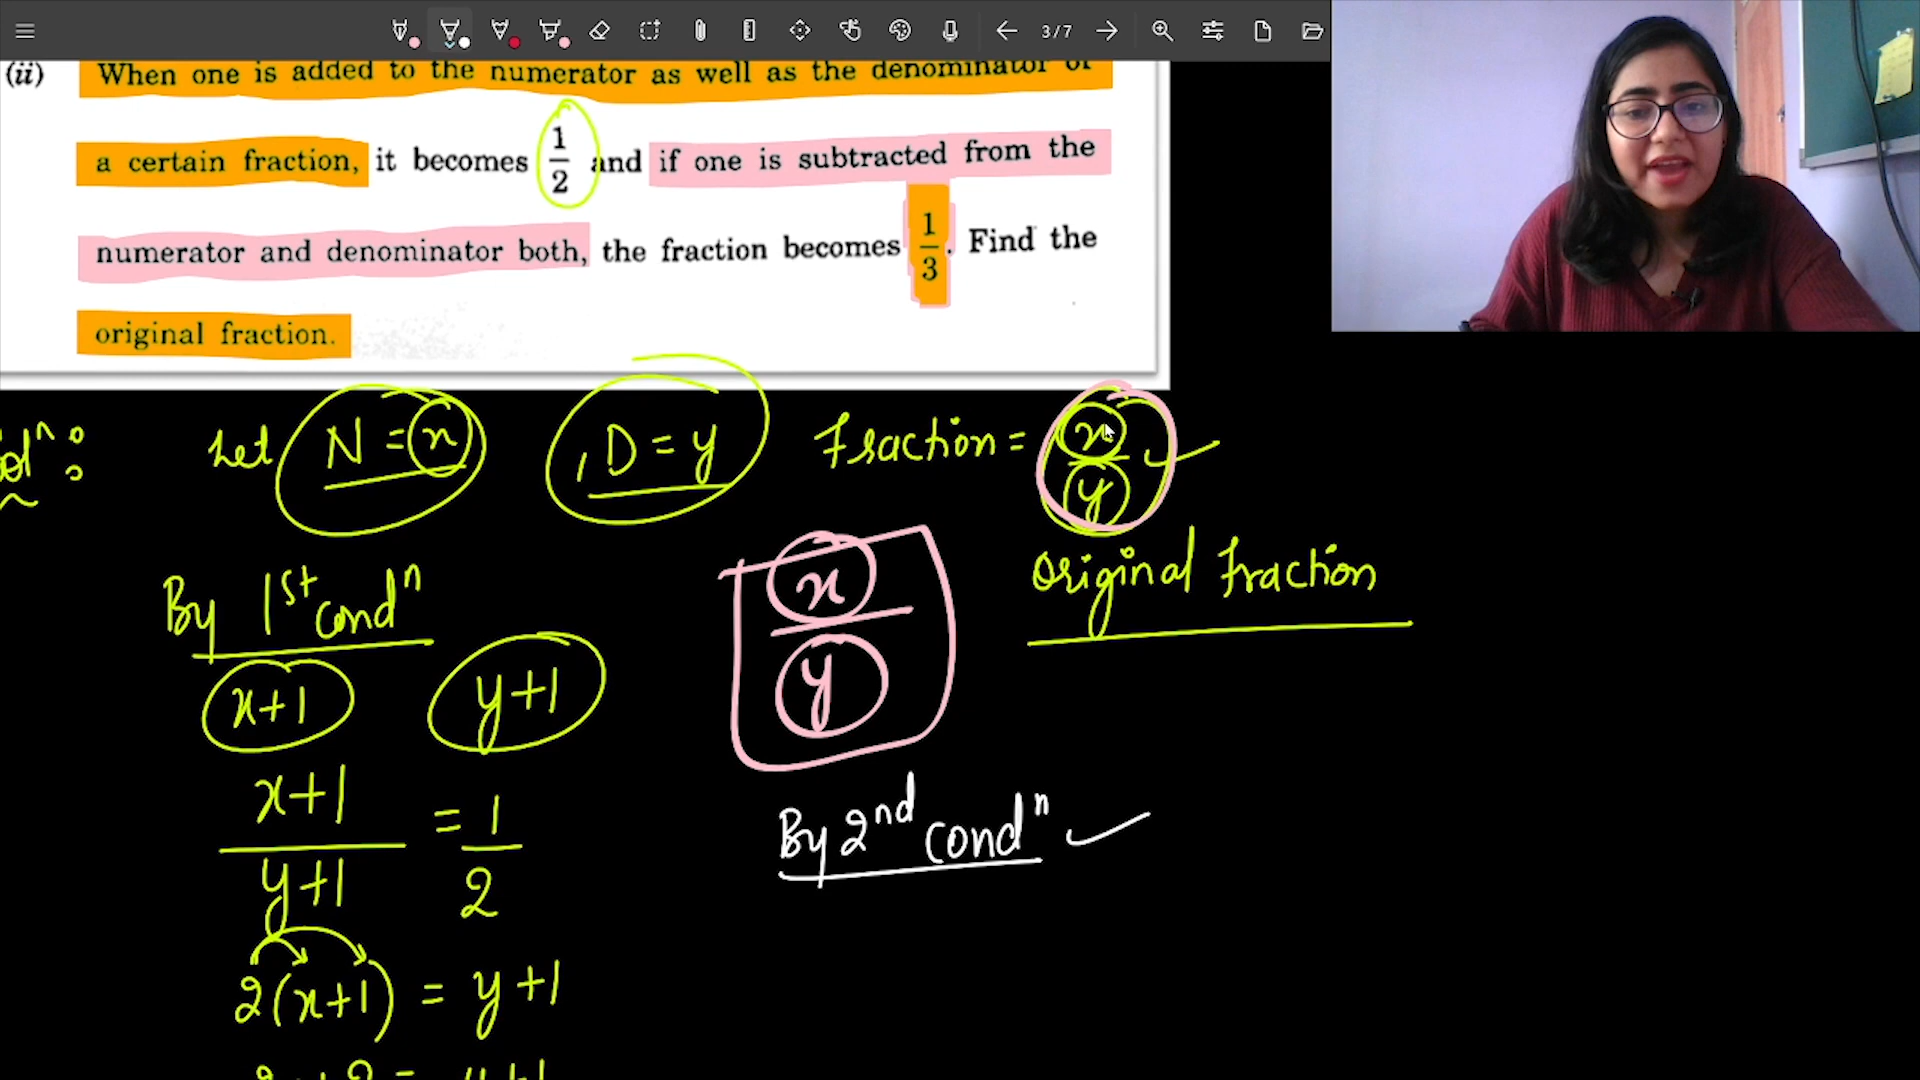 3/7
(ii) When one is added to the numerator as well as the denominator of
a certain fraction, it becomes 1/2 and if one is subtracted from the
numerator and denominator both, the fraction becomes 1/3. Find the
original fraction.
Let N = x , D = y Fraction = x/y
Original Fraction
By 1st condn
x/y
x+1 y+1
x+1/y+1 = 1/2
By 2nd condn
2(x+1) = y+1